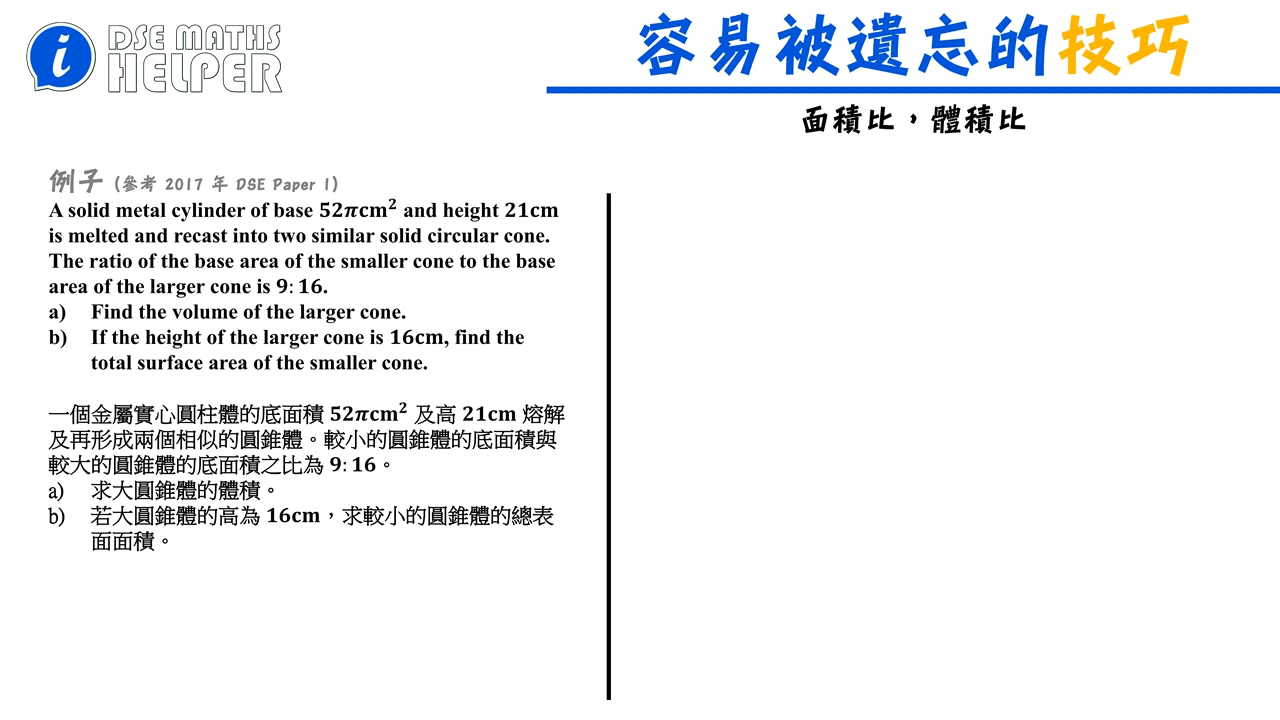 DSE MATHS
HELPER
容易被遺忘的技巧
面積比，體積比
例子 (參考 2017 年 DSE Paper 1)
A solid metal cylinder of base 52πcm² and height 21cm
is melted and recast into two similar solid circular cone.
The ratio of the base area of the smaller cone to the base
area of the larger cone is 9: 16.
a) Find the volume of the larger cone.
b) If the height of the larger cone is 16cm, find the
total surface area of the smaller cone.
一個金屬實心圓柱體的底面積 52πcm² 及高 21cm 熔解
及再形成兩個相似的圓錐體。較小的圓錐體的底面積與
較大的圓錐體的底面積之比為 9: 16。
a) 求大圓錐體的體積。
b) 若大圓錐體的高為 16cm，求較小的圓錐體的總表
面面積。